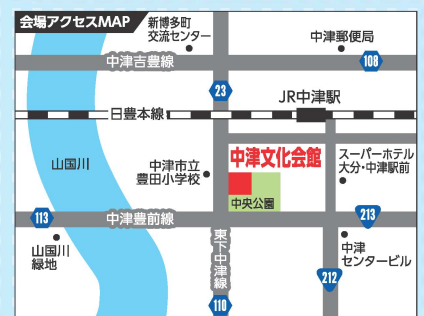 会場アクセスMAP
新博多町
交流センター
中津郵便局
中津吉豊線
108
23
JR中津駅
日豊本線
山国川
中津市立
豊田小学校
中津文化会館
スーパーホテル
大分・中津駅前
中央公園
113
中津豊前線
213
山国川
緑地
東下中津線
中津
センタービル
212
110